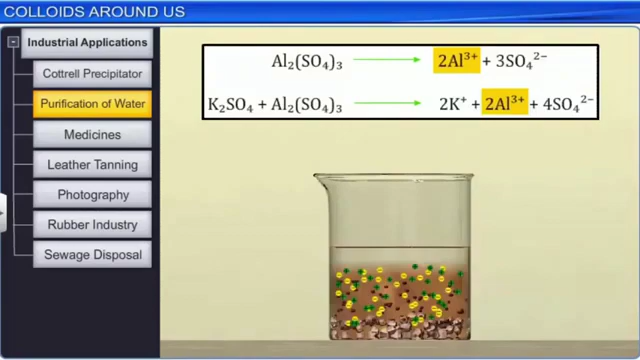 COLLOIDS AROUND US
Industrial Applications
Cottrell Precipitator
Purification of Water
Medicines
Leather Tanning
Photography
Rubber Industry
Sewage Disposal
Al₂(SO₄)₃ ⟶ 2Al³⁺ + 3SO₄²⁻
K₂SO₄ + Al₂(SO₄)₃ ⟶ 2K⁺ + 2Al³⁺ + 4SO₄²⁻